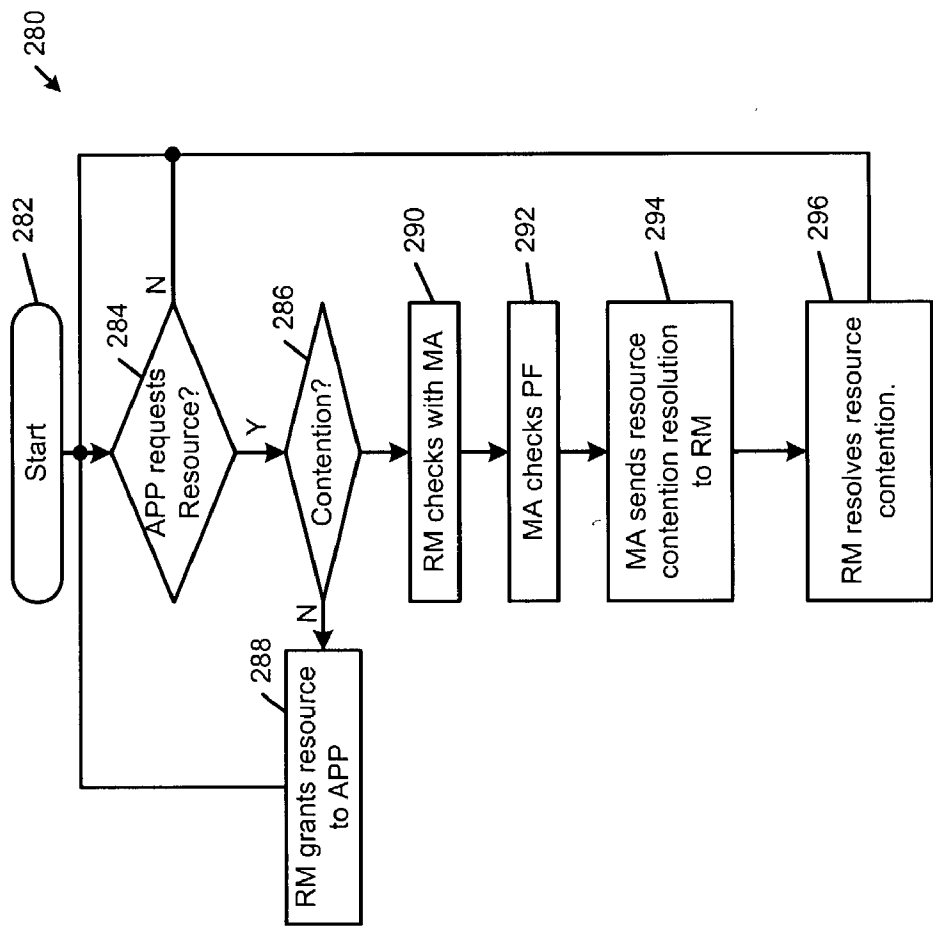 280
Start
282
APP requests
Resource?
284
N
Y
Contention?
286
N
RM grants resource
to APP
288
RM checks with MA
290
MA checks PF
292
MA sends resource
contention resolution
to RM
294
RM resolves resource
contention.
296